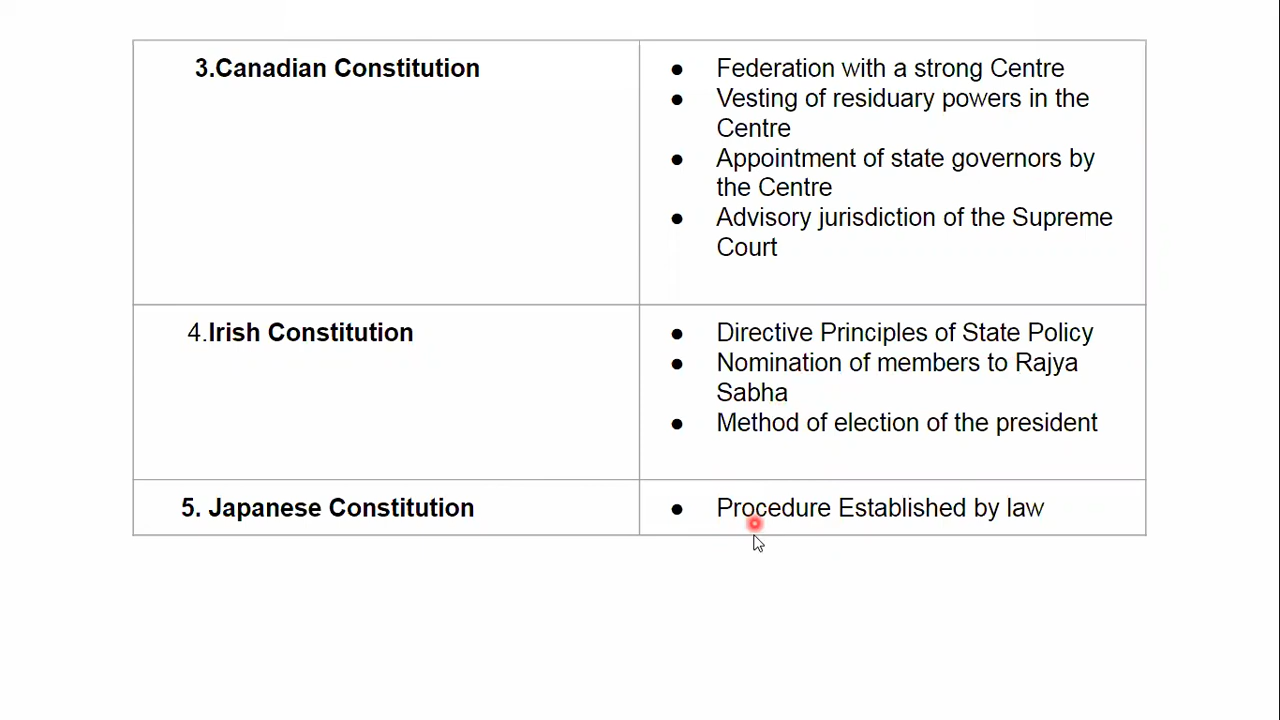 3.Canadian Constitution
● Federation with a strong Centre
● Vesting of residuary powers in the
Centre
● Appointment of state governors by
the Centre
● Advisory jurisdiction of the Supreme
Court
4.Irish Constitution
● Directive Principles of State Policy
● Nomination of members to Rajya
Sabha
● Method of election of the president
5. Japanese Constitution
● Procedure Established by law